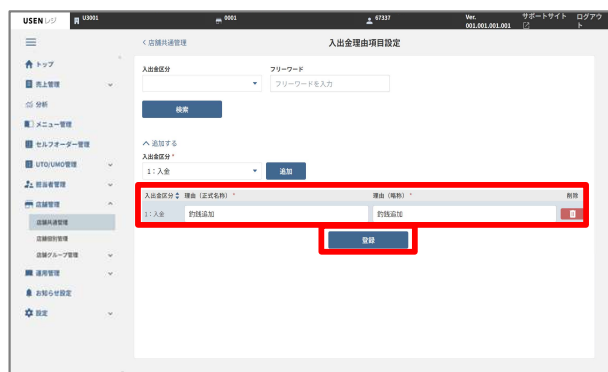 USENレジ U3001 0001 67337 Ver. 001.001.001.001 サポートサイト ログアウト
トップ
売上管理
分析
メニュー管理
セルフオーダー管理
UTO/UMO管理
担当者管理
店舗管理
店舗共通管理
店舗個別管理
店舗グループ管理
運用管理
お知らせ設定
設定
店舗共通管理 入出金理由項目設定
入出金区分 フリーワード
フリーワードを入力
検索
追加する
入出金区分 *
1：入金 追加
入出金区分 理由（正式名称） * 理由（略称） * 削除
1：入金 釣銭追加 釣銭追加
登録